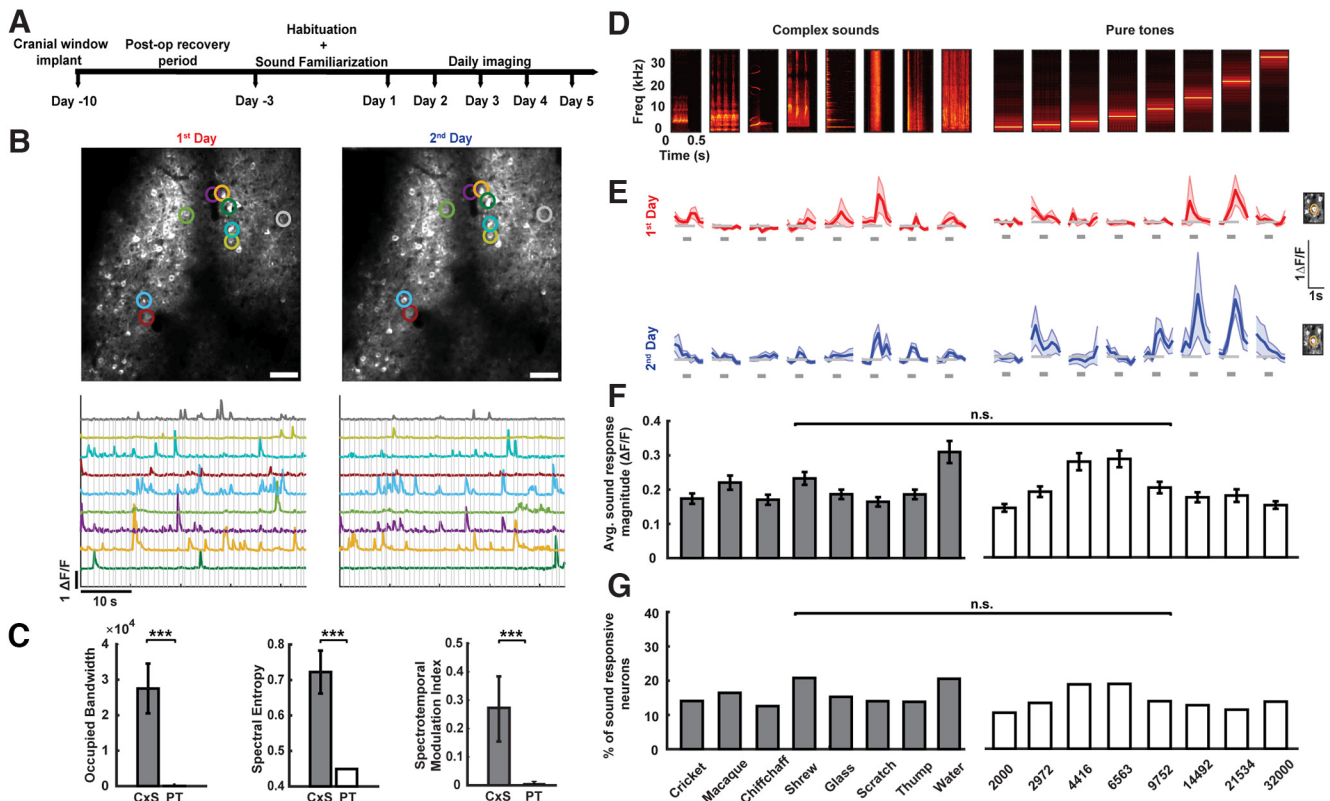 A
Cranial window
implant
Post-op recovery
period
Habituation
+
Sound Familiarization
Daily imaging
Day -10
Day -3
Day 1
Day 2
Day 3
Day 4
Day 5
B
1st Day
2nd Day
1 ΔF/F
10 s
C
×10⁴
***
Occupied Bandwidth
4
3
2
1
0
CxS PT
***
Spectral Entropy
0.8
0.7
0.6
0.5
0.4
CxS PT
***
Spectrotemporal
Modulation Index
0.5
0.4
0.3
0.2
0.1
0
CxS PT
D
Complex sounds
Pure tones
Freq (kHz)
30
20
10
0
0 0.5
Time (s)
E
1st Day
2nd Day
1ΔF/F
1s
F
n.s.
Avg. sound response
magnitude (ΔF/F)
0.4
0.3
0.2
0.1
0
G
n.s.
% of sound responsive
neurons
40
20
0
Cricket
Macaque
Chiffchaff
Shrew
Glass
Scratch
Thump
Water
2000
2972
4416
6563
9752
14492
21534
32000